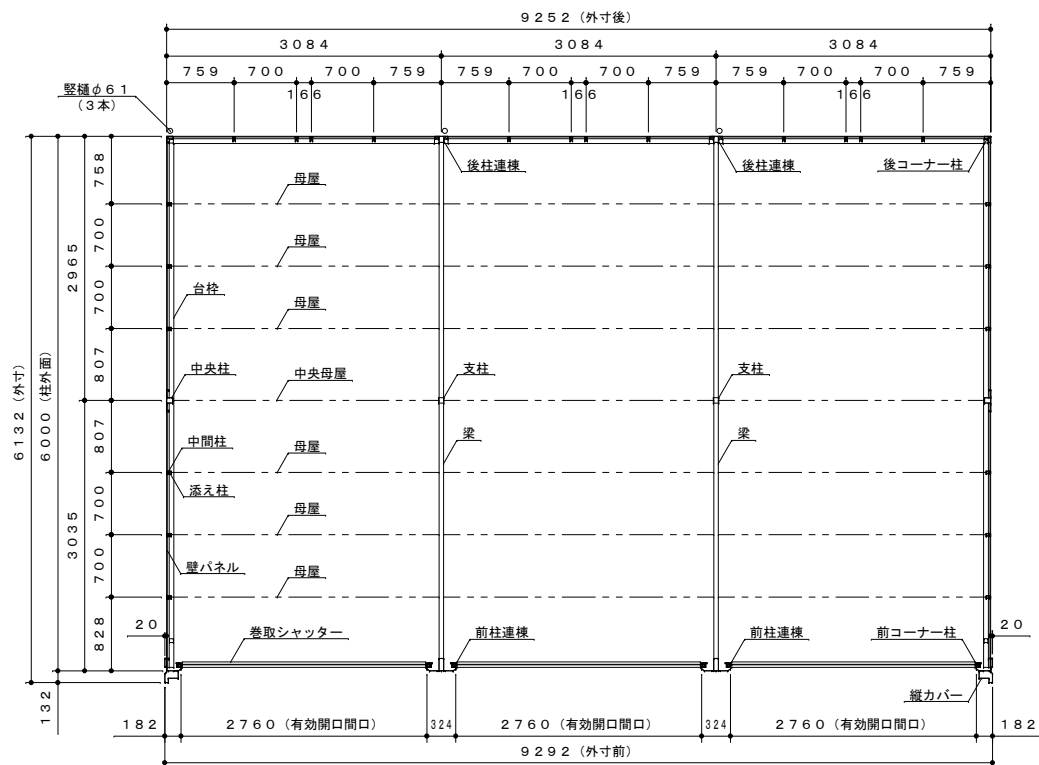 9252（外寸後）
3084 3084 3084
759 700 700 759 759 700 700 759 759 700 700 759
166 166 166
竪樋φ61
（3本）
後柱連棟 後柱連棟 後コーナー柱
758
母屋
700
母屋
2965
700
台枠
母屋
807
中央柱 中央母屋 支柱 支柱
6132（外寸）
6000（柱外面）
807
中間柱 母屋 梁 梁
添え柱
700
母屋
3035
700
壁パネル 母屋
828
20 巻取シャッター 前柱連棟 前柱連棟 前コーナー柱 20
132
縦カバー
182 2760（有効開口間口） 324 2760（有効開口間口） 324 2760（有効開口間口） 182
9292（外寸前）